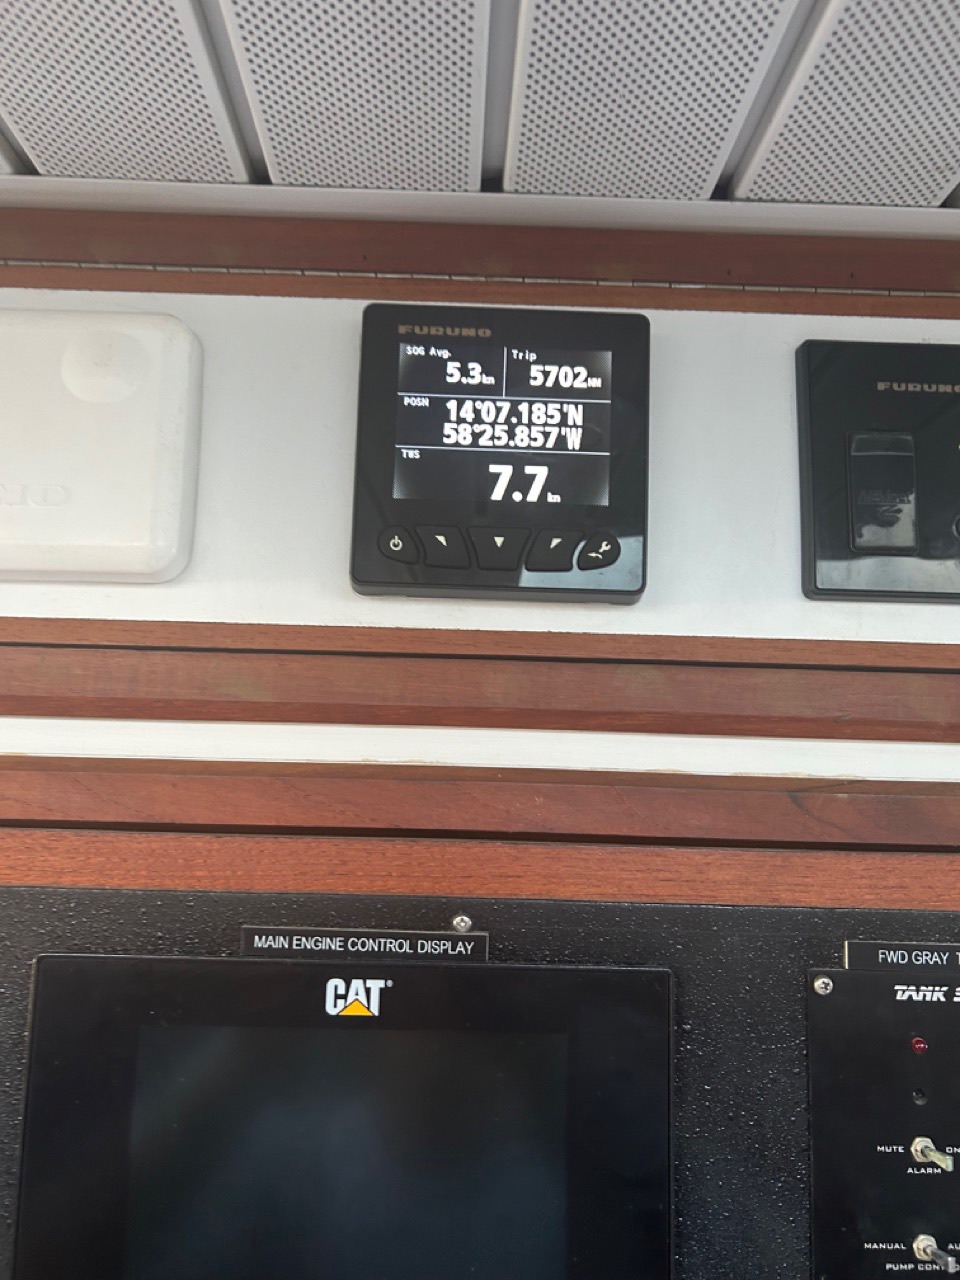 FURUNO
SOG Avg. Trip
5.3kn 5702NM
POSN 14°07.185'N
58°25.857'W
TWS
7.7kn
FURUNO
MAIN ENGINE CONTROL DISPLAY
CAT®
FWD GRAY
TANK
MUTE
ALARM
MANUAL
PUMP